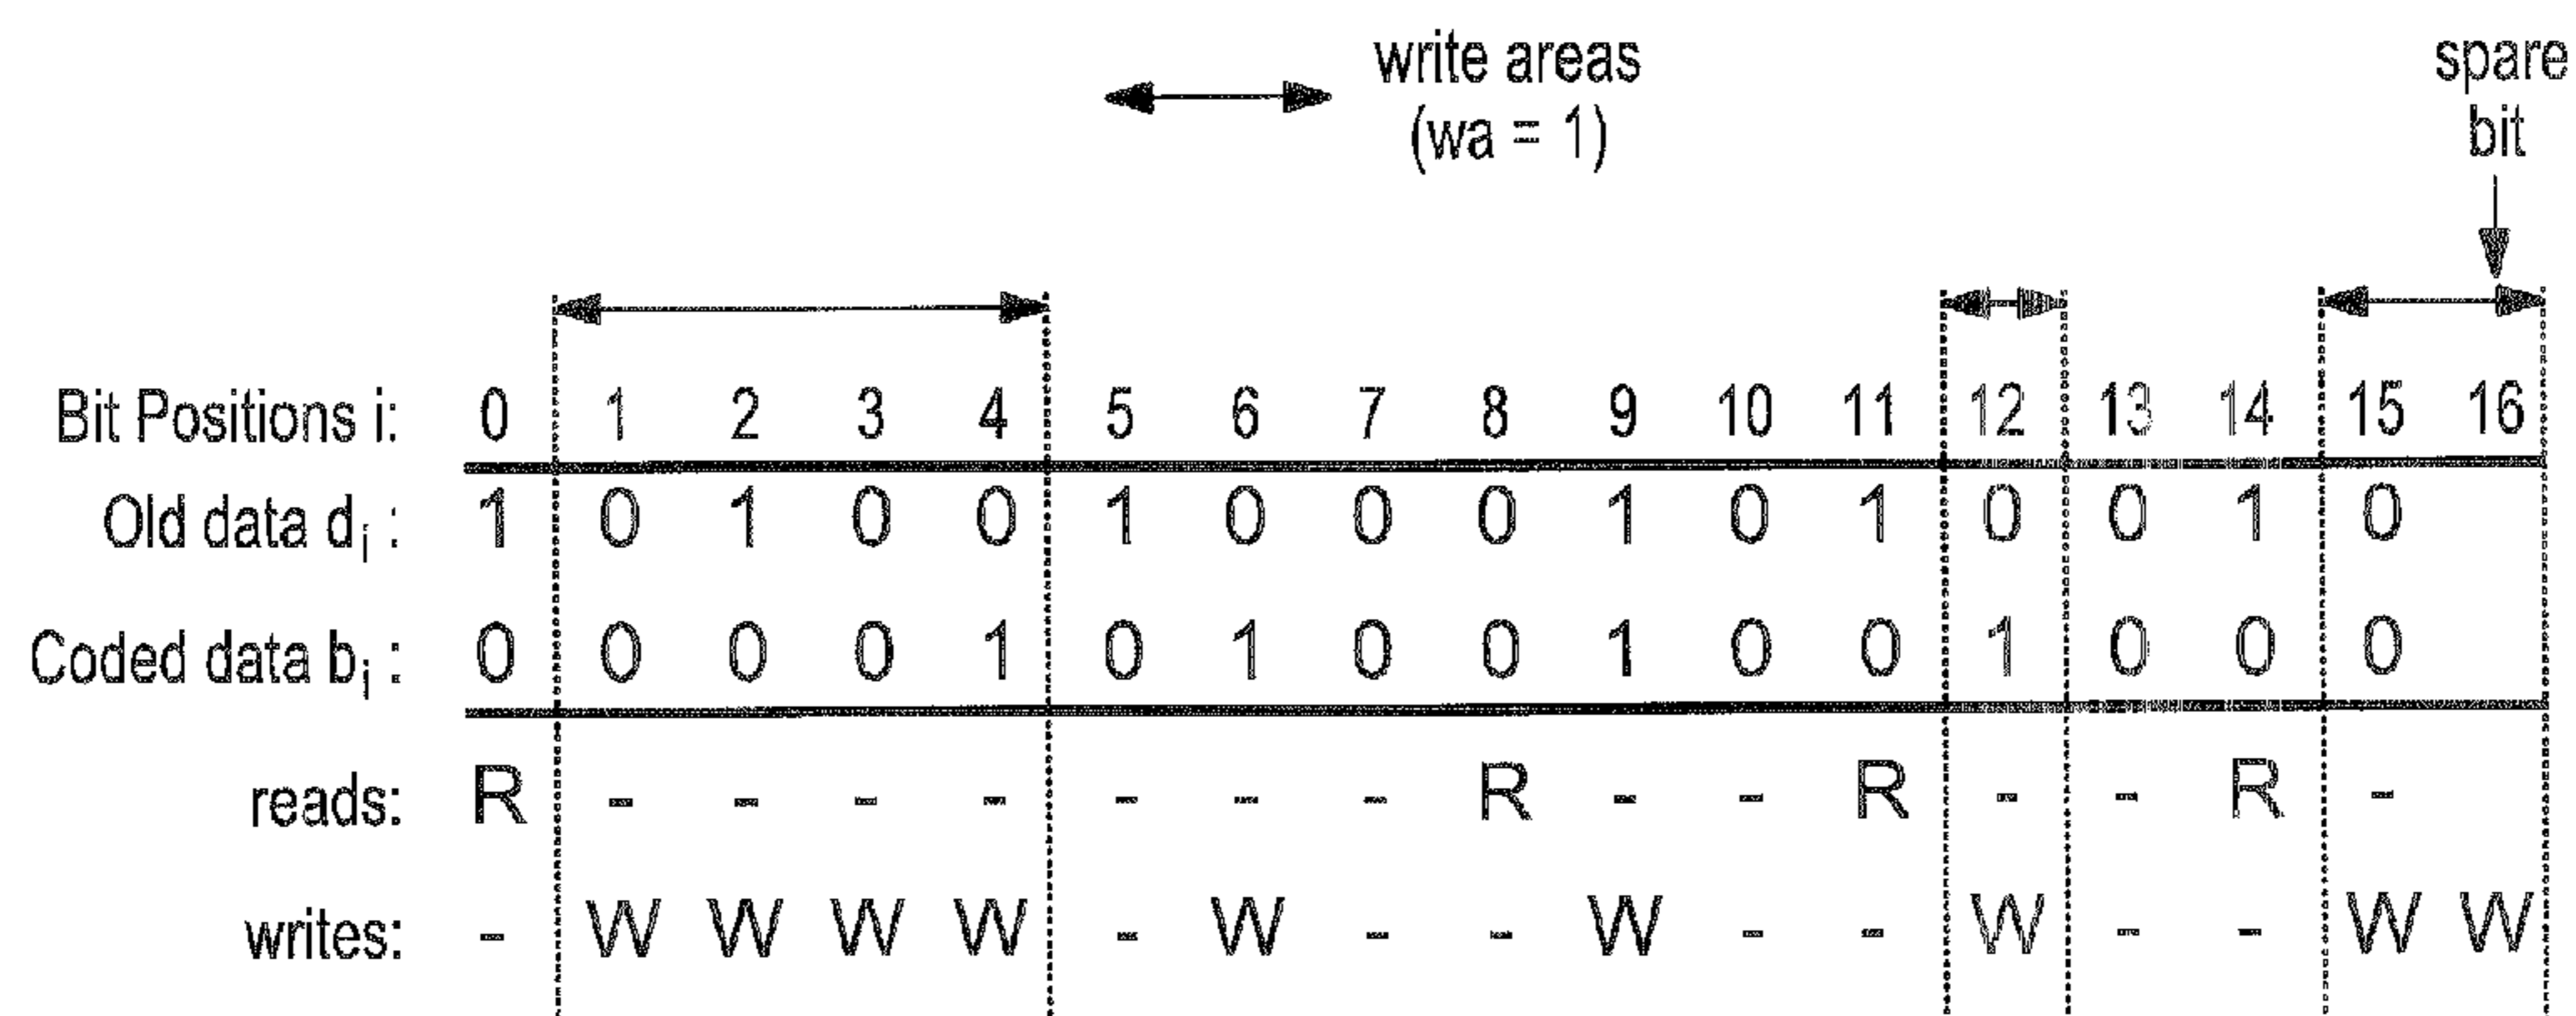 write areas
(wa = 1)
spare
bit
Bit Positions i: 0 1 2 3 4 5 6 7 8 9 10 11 12 13 14 15 16
Old data di : 1 0 1 0 0 1 0 0 0 1 0 1 0 0 1 0
Coded data bi : 0 0 0 0 1 0 1 0 0 1 0 0 1 0 0 0
reads: R - - - - - - - R - - R - - R -
writes: - W W W W - W - - W - - W - - W W